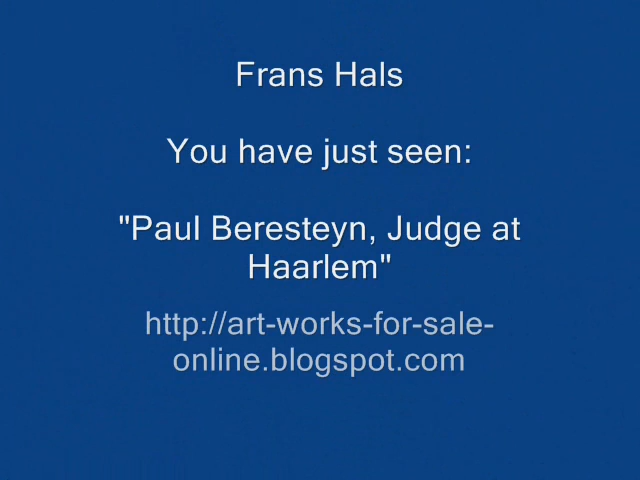 Frans Hals
You have just seen:
"Paul Beresteyn, Judge at
Haarlem"
http://art-works-for-sale-
online.blogspot.com